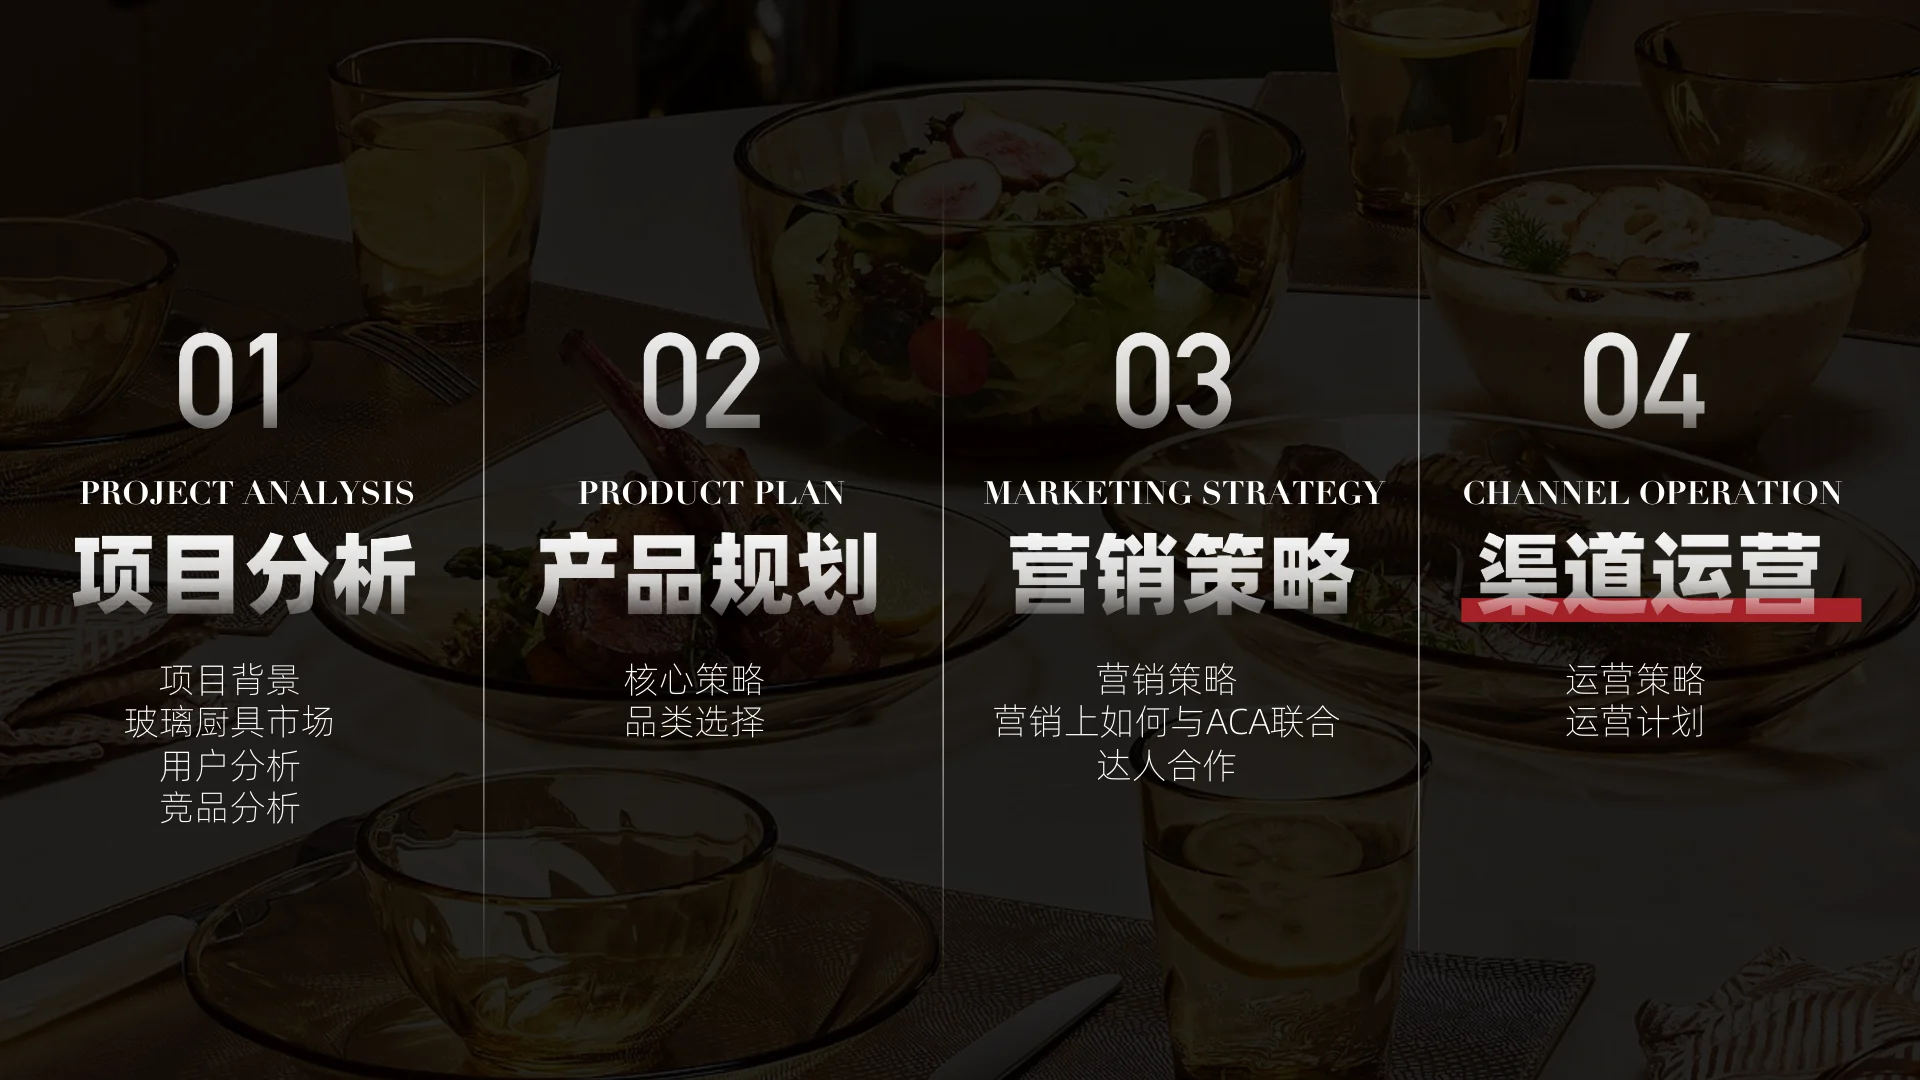 01
PROJECT ANALYSIS
项目分析
项目背景
玻璃厨具市场
用户分析
竞品分析
02
PRODUCT PLAN
产品规划
核心策略
品类选择
03
MARKETING STRATEGY
营销策略
营销策略
营销上如何与ACA联合
达人合作
04
CHANNEL OPERATION
渠道运营
运营策略
运营计划